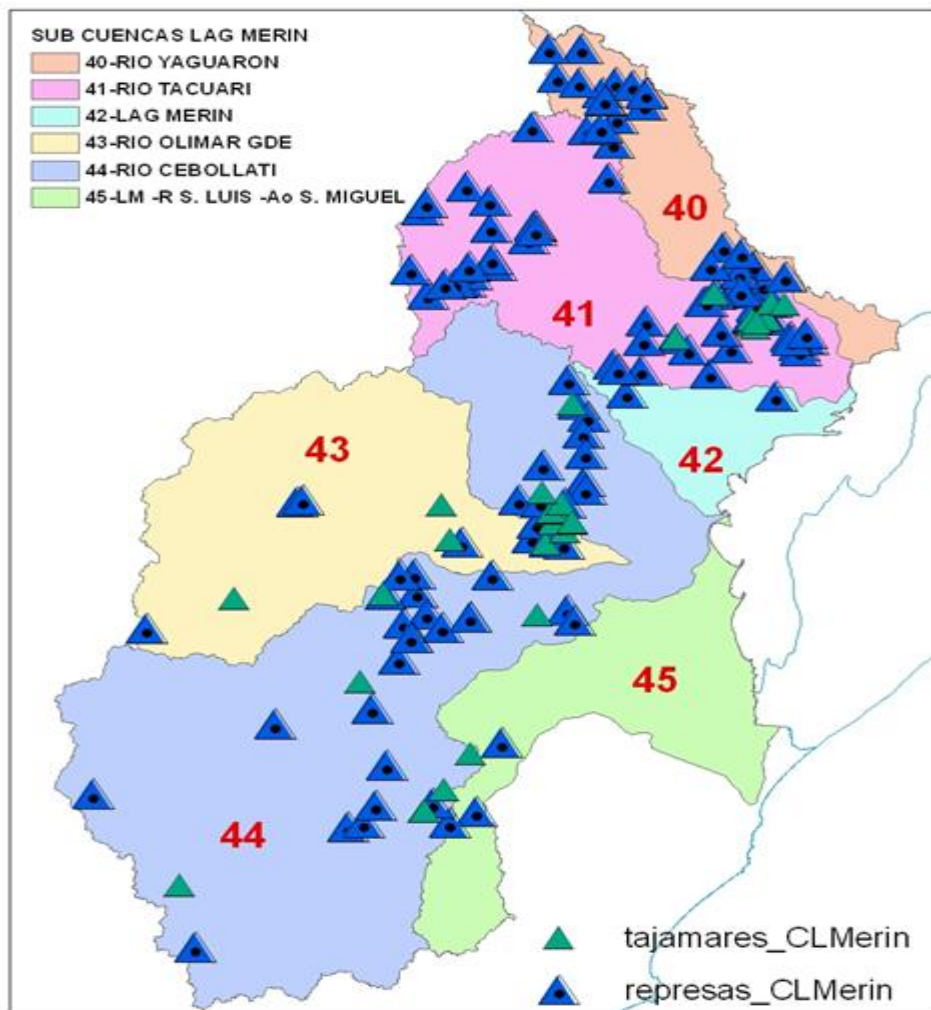 SUB CUENCAS LAG MERIN
40-RIO YAGUARON
41-RIO TACUARI
42-LAG MERIN
43-RIO OLIMAR GDE
44-RIO CEBOLLATI
45-LM -R S. LUIS -Ao S. MIGUEL
40
41
43
42
45
44
tajamares_CLMerin
represas_CLMerin